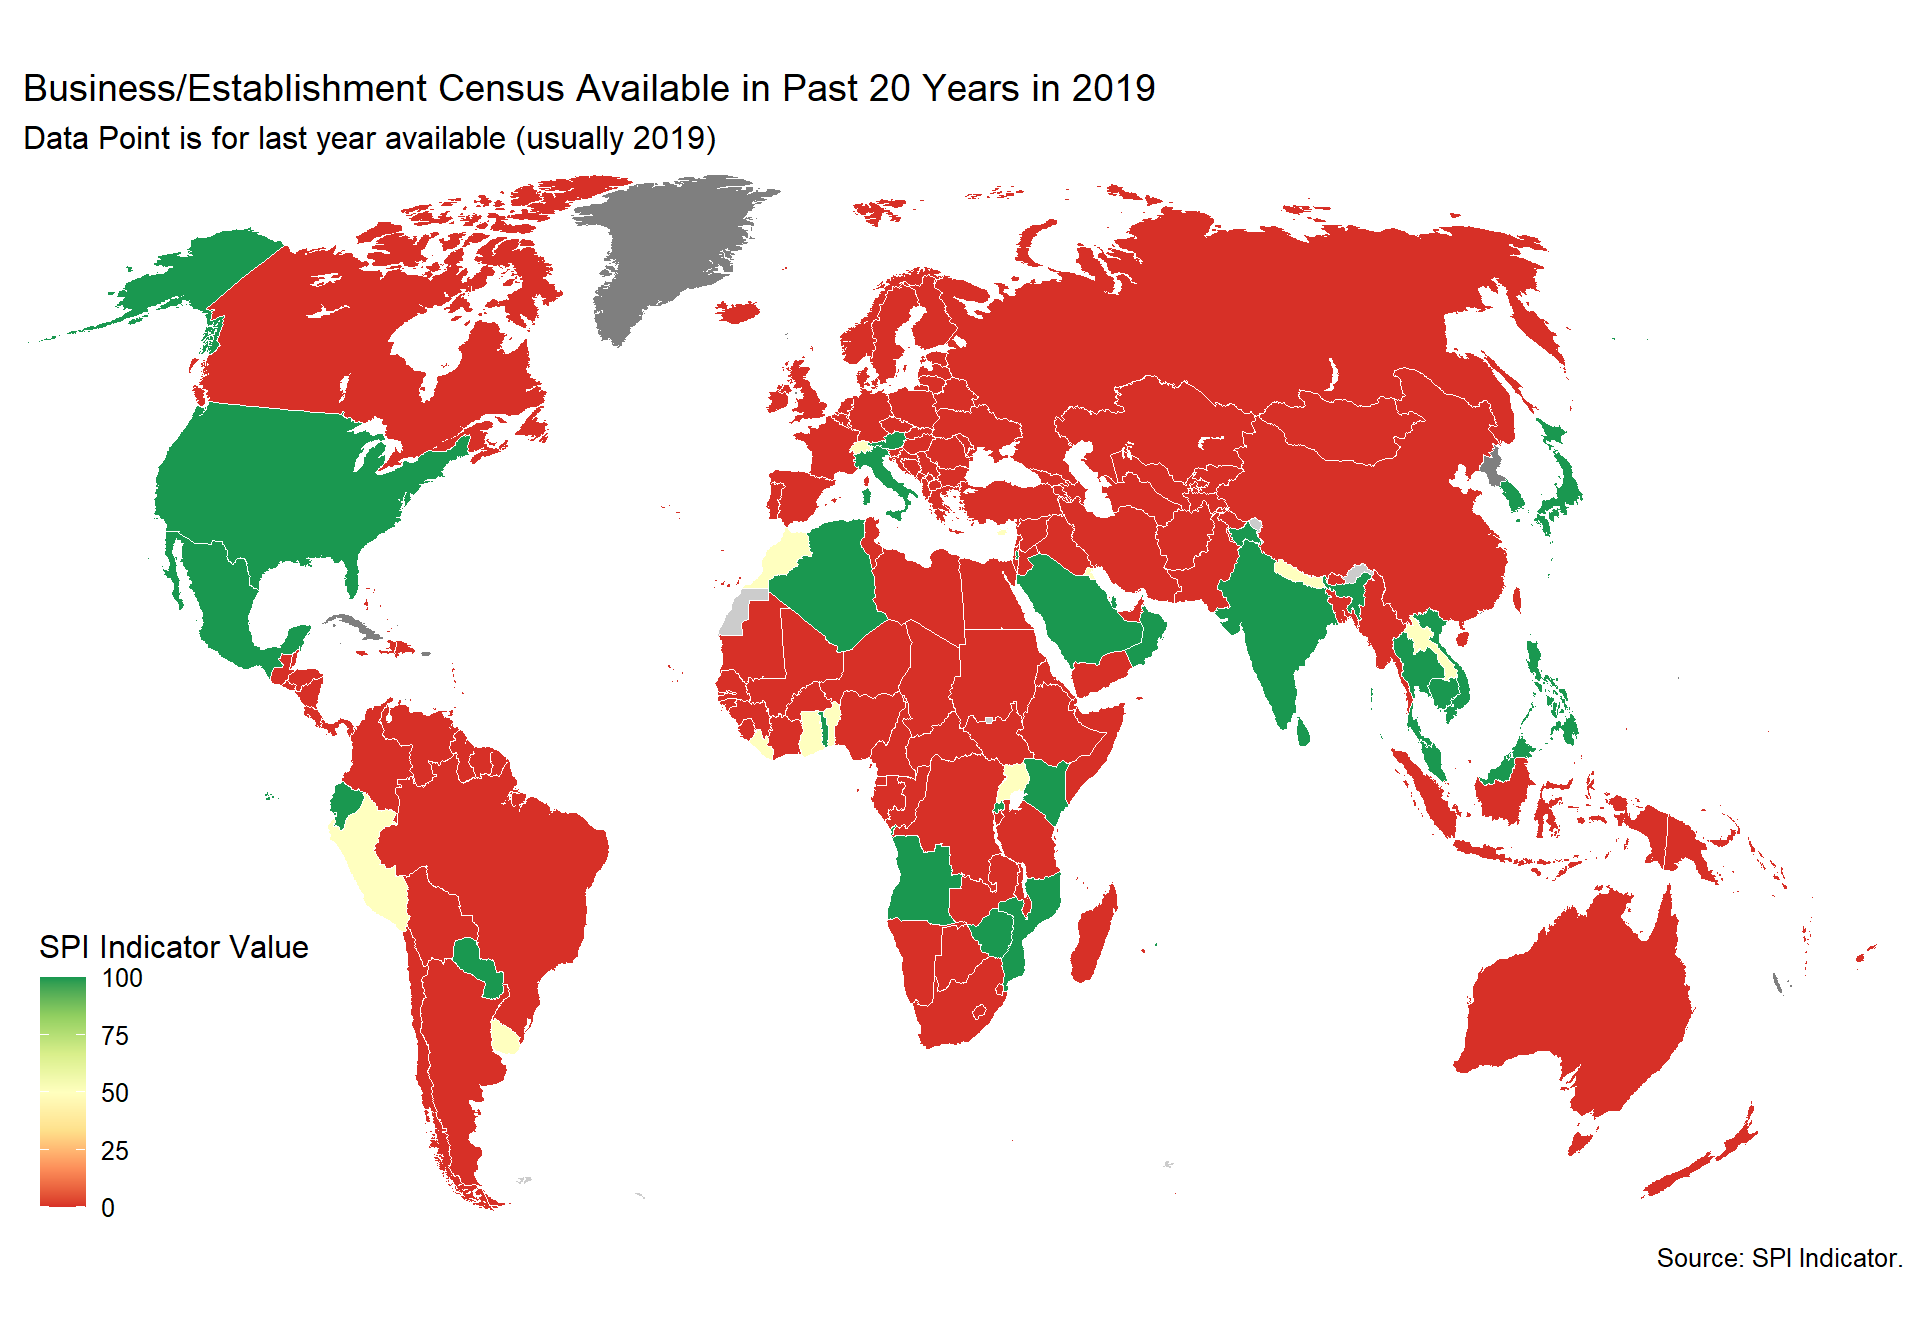 Business/Establishment Census Available in Past 20 Years in 2019
Data Point is for last year available (usually 2019)
SPI Indicator Value
100
75
50
25
0
Source: SPI Indicator.